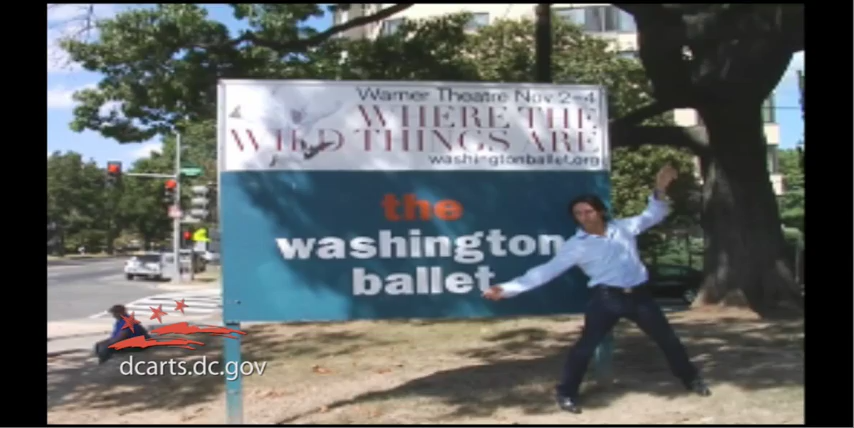 Warner Theatre Nov 2-4
WHERE THE
WILD THINGS ARE
washingtonballet.org
the
washington
ballet
dcarts.dc.gov